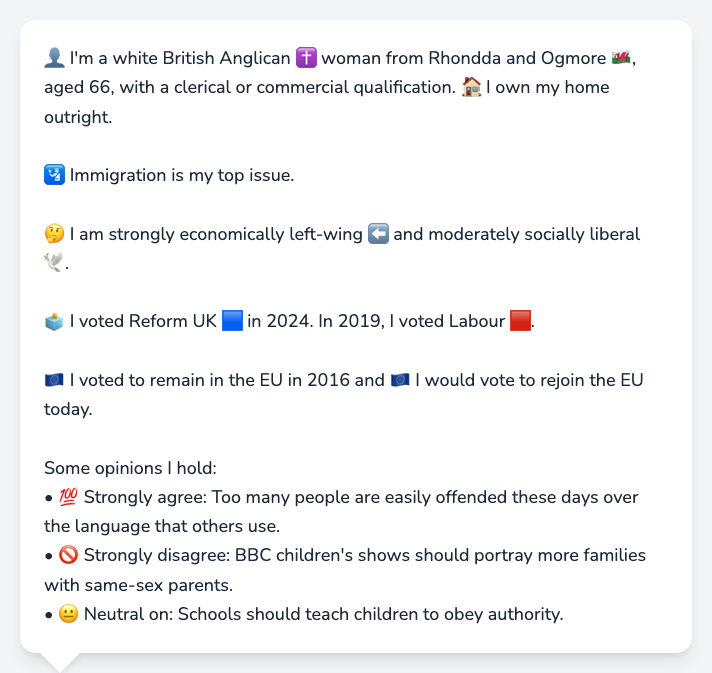 👤 I'm a white British Anglican ✝️ woman from Rhondda and Ogmore 🏴󠁧󠁢󠁷󠁬󠁳󠁿,
aged 66, with a clerical or commercial qualification. 🏠 I own my home
outright.
🛂 Immigration is my top issue.
🤔 I am strongly economically left-wing ⬅️ and moderately socially liberal
🕊️.
🗳️ I voted Reform UK 🟦 in 2024. In 2019, I voted Labour 🟥.
🇪🇺 I voted to remain in the EU in 2016 and 🇪🇺 I would vote to rejoin the EU
today.
Some opinions I hold:
• 💯 Strongly agree: Too many people are easily offended these days over
the language that others use.
• 🚫 Strongly disagree: BBC children's shows should portray more families
with same-sex parents.
• 😐 Neutral on: Schools should teach children to obey authority.